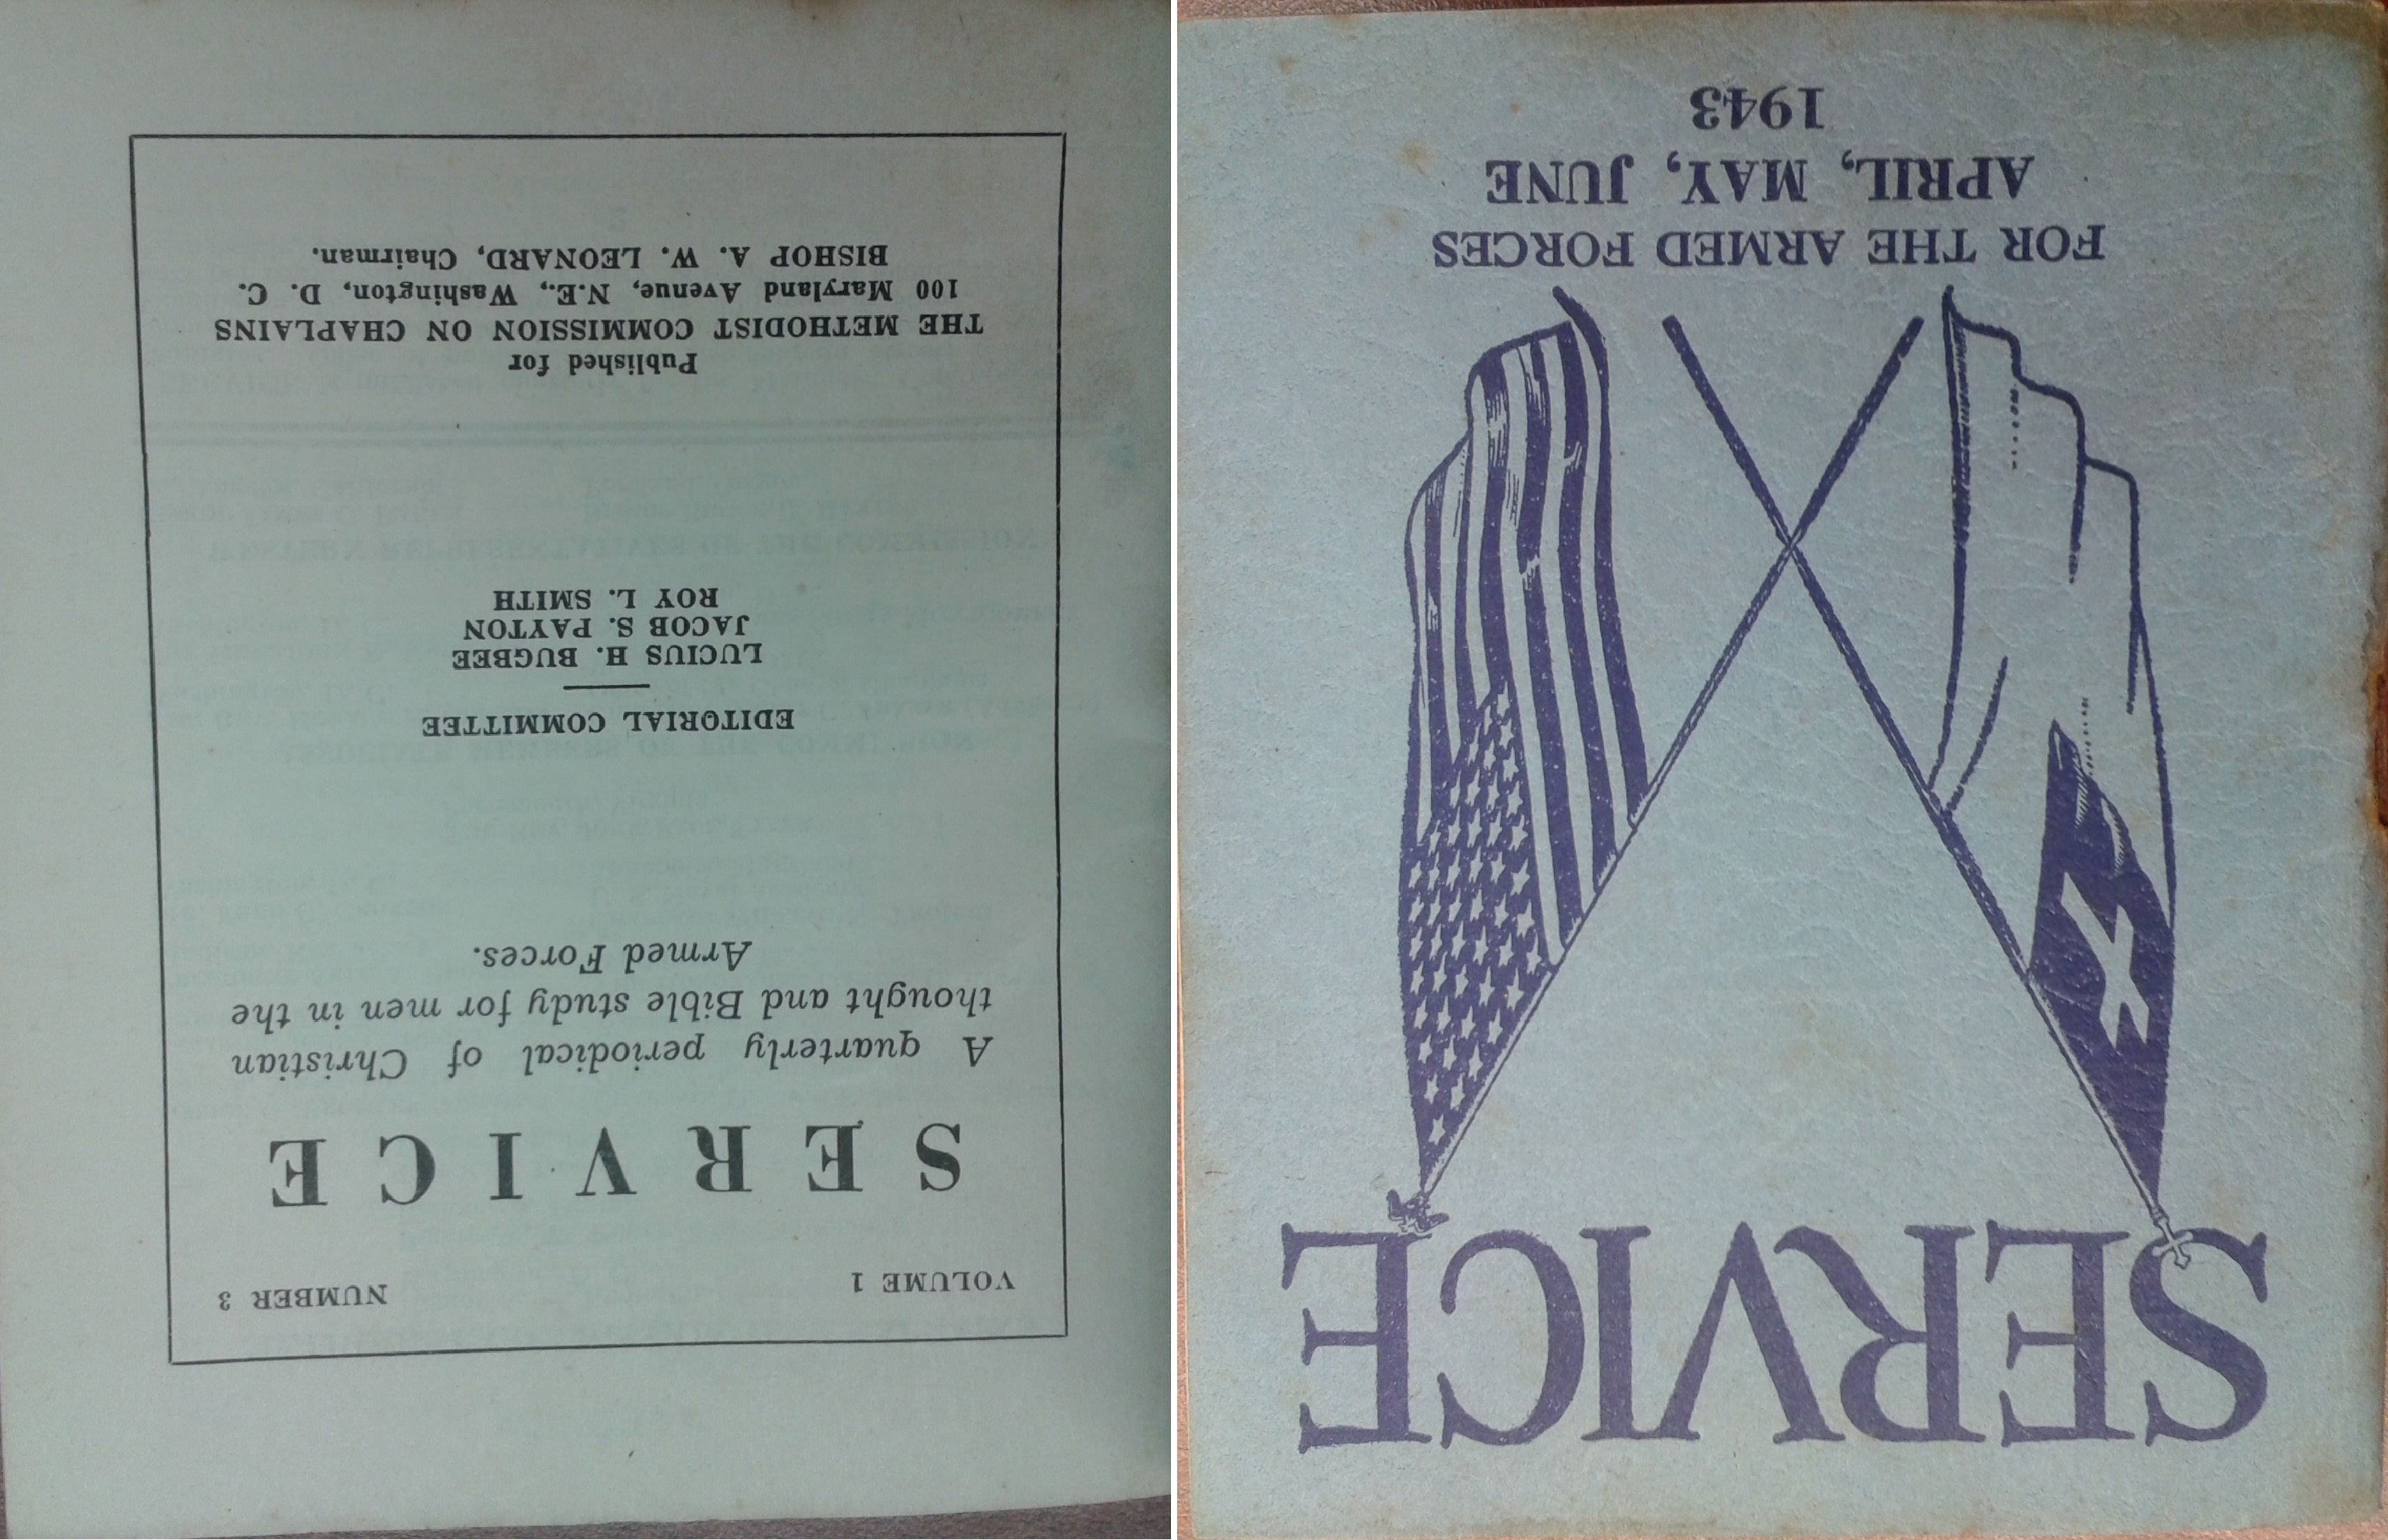 SERVICE
FOR THE ARMED FORCES
APRIL, MAY, JUNE
1943
VOLUME 1 NUMBER 3
SERVICE
A quarterly periodical of Christian
thought and Bible study for men in the
Armed Forces.
EDITORIAL COMMITTEE
LUCIUS H. BUGBEE
JACOB S. PAYTON
ROY L. SMITH
Published for
THE METHODIST COMMISSION ON CHAPLAINS
100 Maryland Avenue, N.E., Washington, D. C.
BISHOP A. W. LEONARD, Chairman.